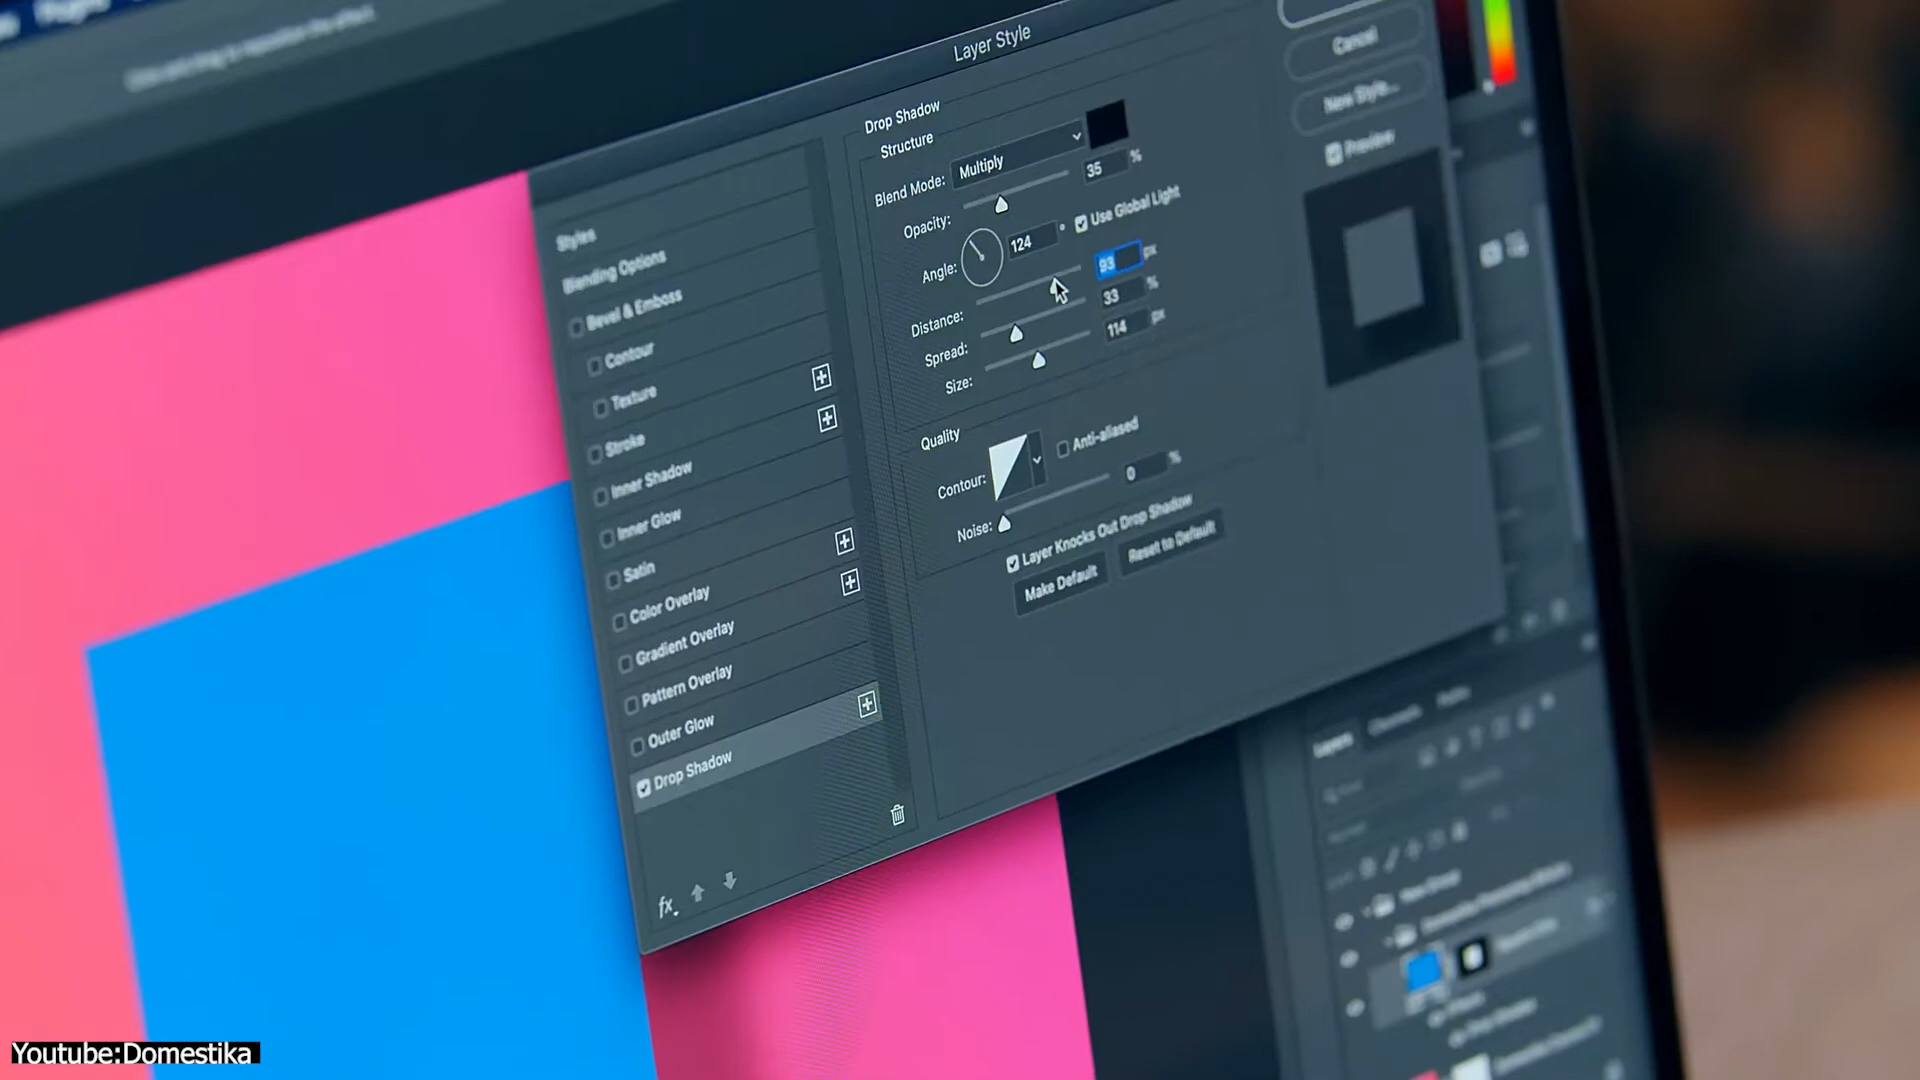 Layer Style
Styles
Blending Options
Bevel & Emboss
Contour
Texture
Stroke
Inner Shadow
Inner Glow
Satin
Color Overlay
Gradient Overlay
Pattern Overlay
Outer Glow
Drop Shadow
fx
Drop Shadow
Structure
Blend Mode: Multiply
Opacity: 35 %
Angle: 124 ° Use Global Light
Distance: 93 px
Spread: 33 %
Size: 114 px
Quality
Contour: Anti-aliased
Noise: 0 %
Layer Knocks Out Drop Shadow
Make Default Reset to Default
Cancel
New Style...
Preview
Layers Channels Paths
Youtube:Domestika